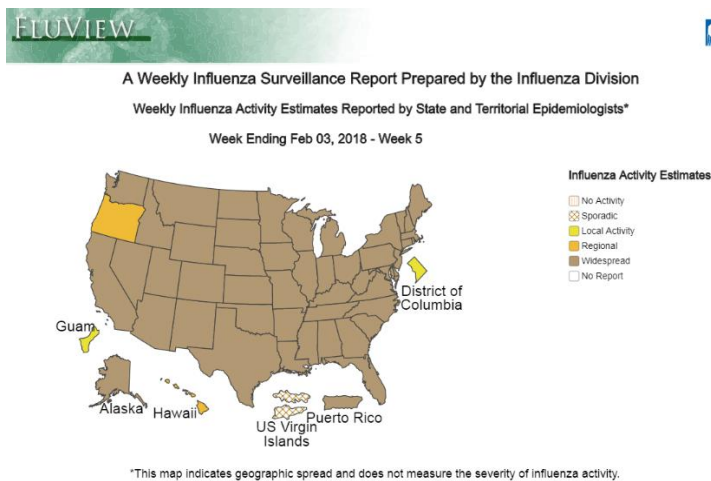 FLUVIEW
A Weekly Influenza Surveillance Report Prepared by the Influenza Division
Weekly Influenza Activity Estimates Reported by State and Territorial Epidemiologists*
Week Ending Feb 03, 2018 - Week 5
Influenza Activity Estimates
No Activity
Sporadic
Local Activity
Regional
Widespread
No Report
District of
Columbia
Guam
Alaska
Hawaii
US Virgin
Islands
Puerto Rico
*This map indicates geographic spread and does not measure the severity of influenza activity.